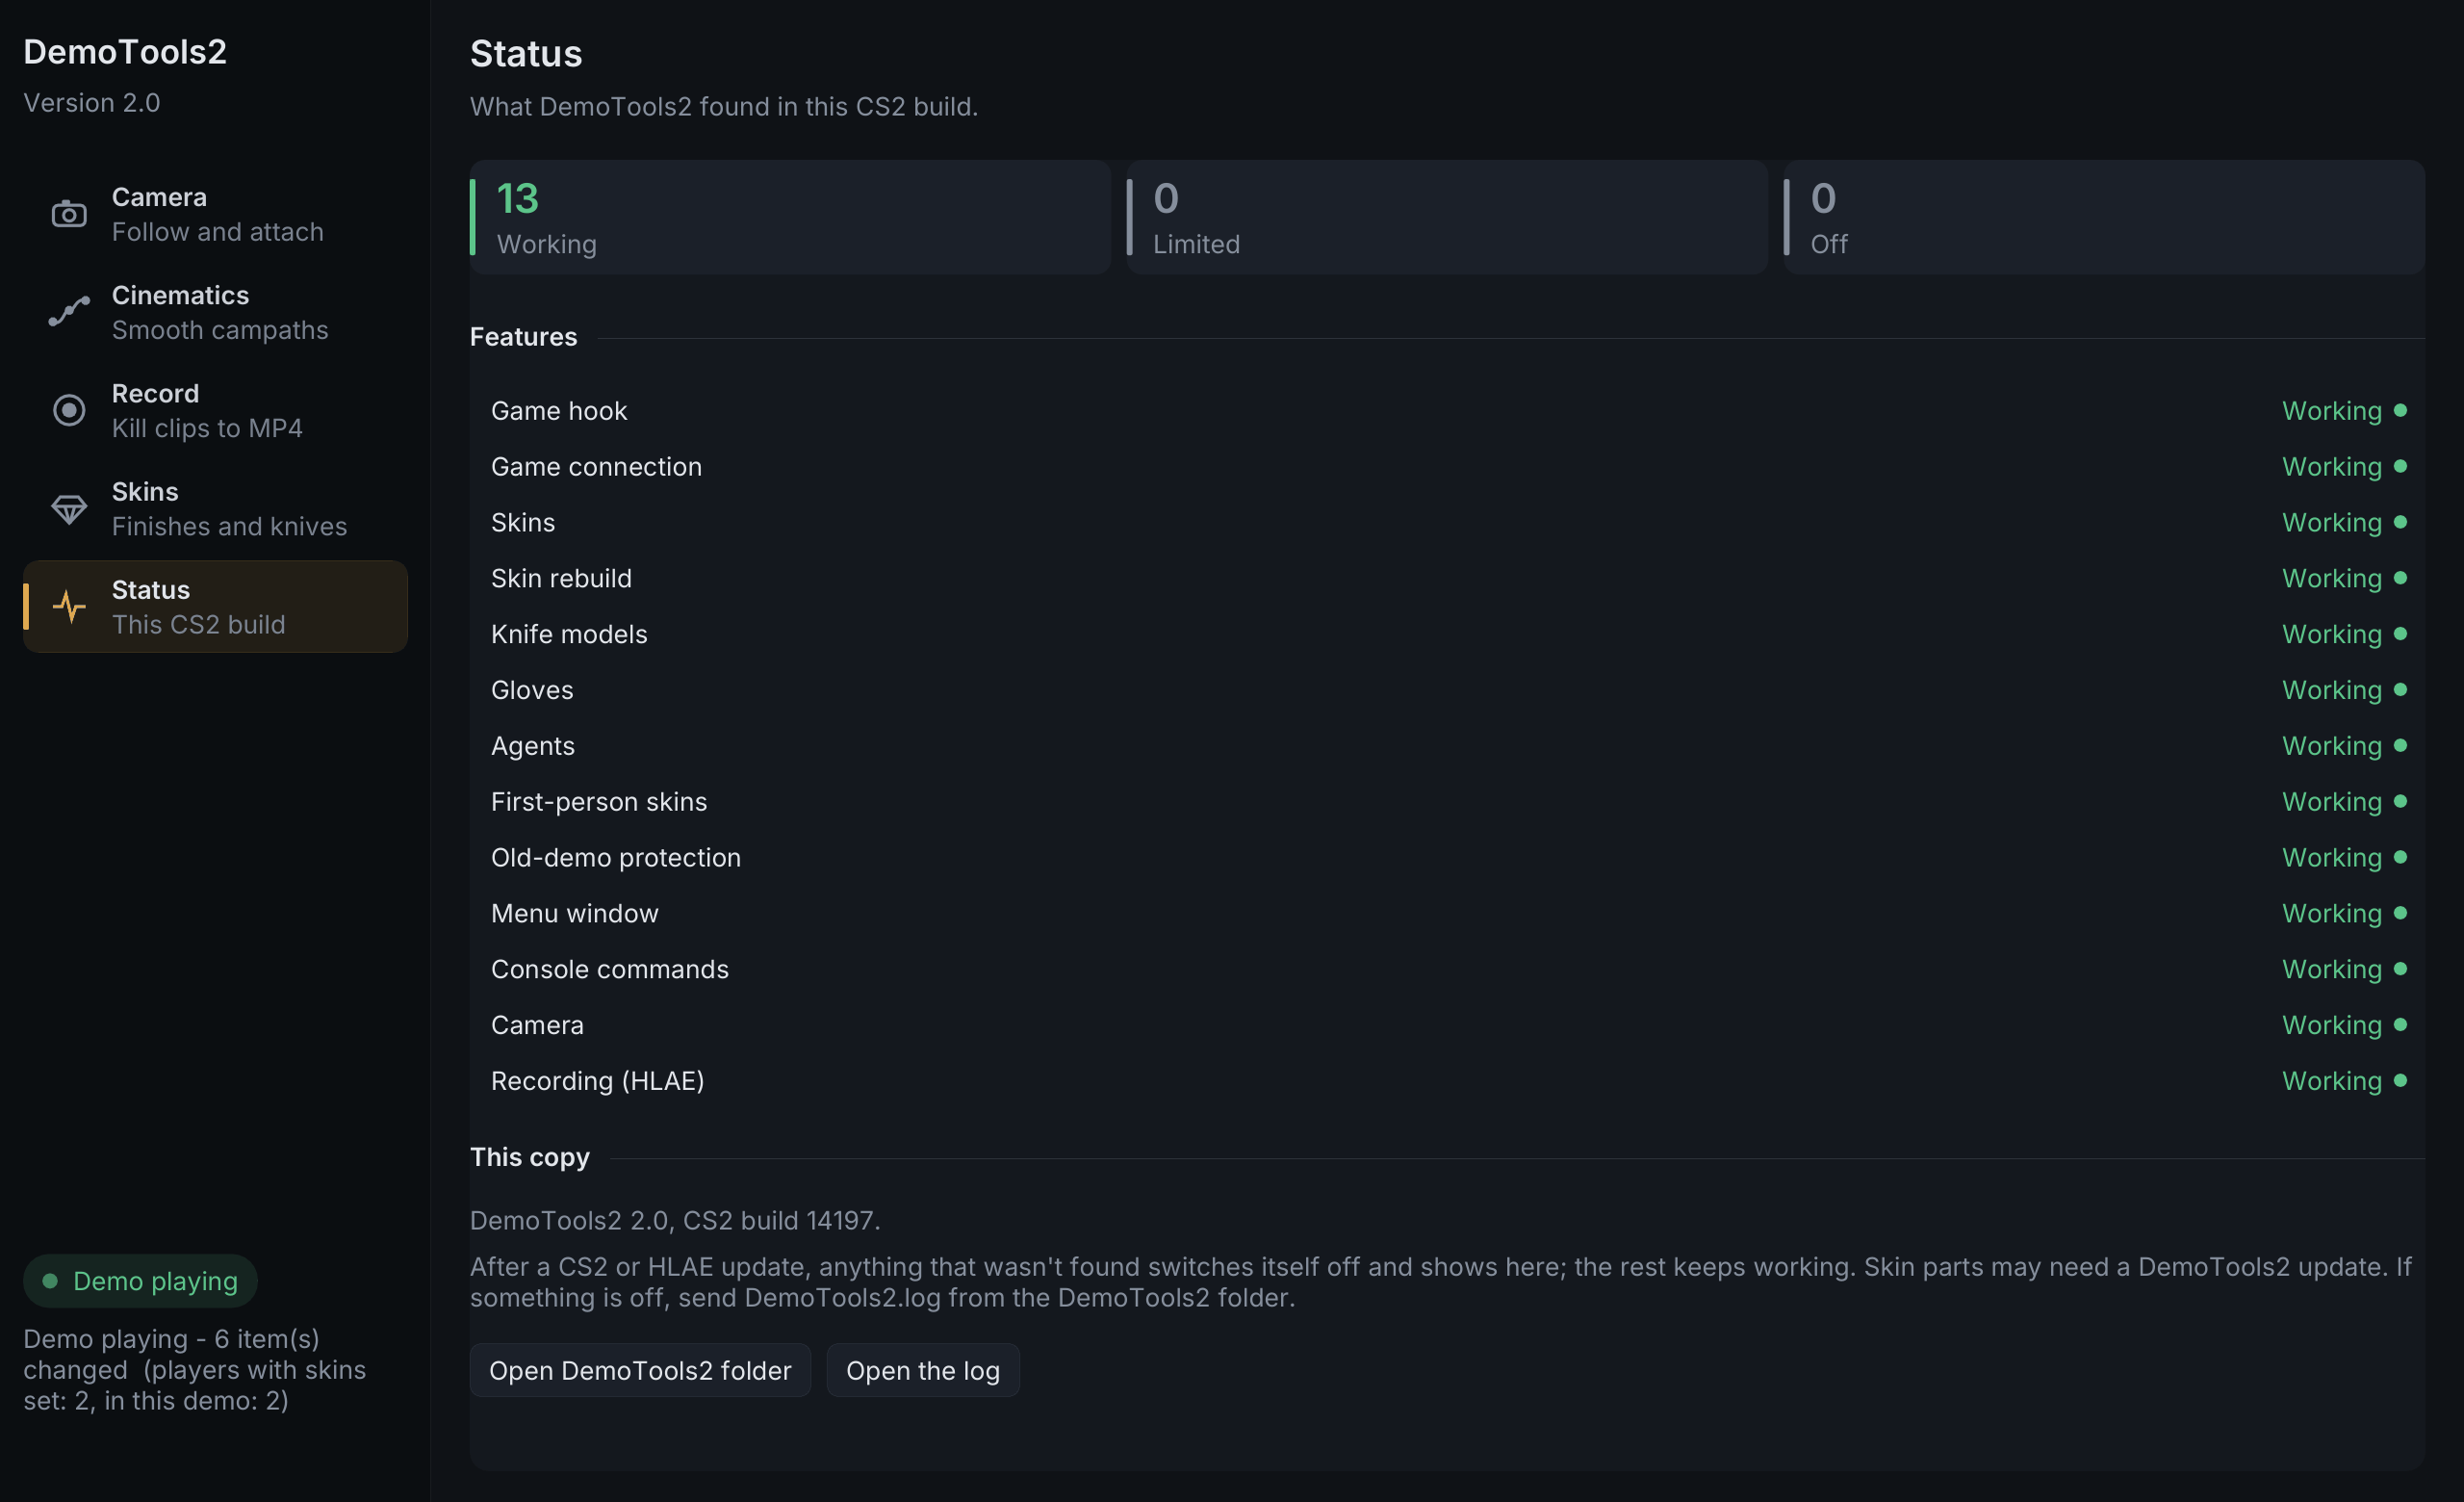 DemoTools2
Version 2.0
Camera
Follow and attach
Cinematics
Smooth campaths
Record
Kill clips to MP4
Skins
Finishes and knives
Status
This CS2 build
Demo playing
Demo playing - 6 item(s)
changed  (players with skins
set: 2, in this demo: 2)
Status
What DemoTools2 found in this CS2 build.
13
Working
0
Limited
0
Off
Features
Game hook Working
Game connection Working
Skins Working
Skin rebuild Working
Knife models Working
Gloves Working
Agents Working
First-person skins Working
Old-demo protection Working
Menu window Working
Console commands Working
Camera Working
Recording (HLAE) Working
This copy
DemoTools2 2.0, CS2 build 14197.
After a CS2 or HLAE update, anything that wasn't found switches itself off and shows here; the rest keeps working. Skin parts may need a DemoTools2 update. If
something is off, send DemoTools2.log from the DemoTools2 folder.
Open DemoTools2 folder
Open the log